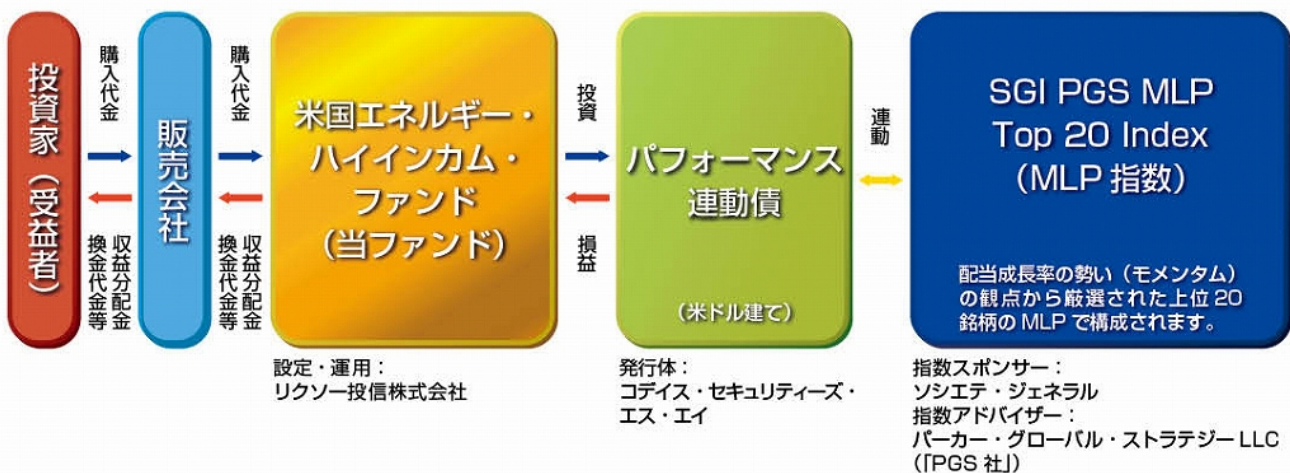 投資家（受益者）
購入代金
収益分配金
換金代金等
販売会社
購入代金
収益分配金
換金代金等
米国エネルギー・
ハイインカム・
ファンド
（当ファンド）
設定・運用：
リクソー投信株式会社
投資
損益
パフォーマンス
連動債
（米ドル建て）
発行体：
コデイス・セキュリティーズ・
エス・エイ
連動
SGI PGS MLP
Top 20 Index
（MLP 指数）
配当成長率の勢い（モメンタム）
の観点から厳選された上位 20
銘柄の MLP で構成されます。
指数スポンサー：
ソシエテ・ジェネラル
指数アドバイザー：
パーカー・グローバル・ストラテジー LLC
（「PGS 社」）